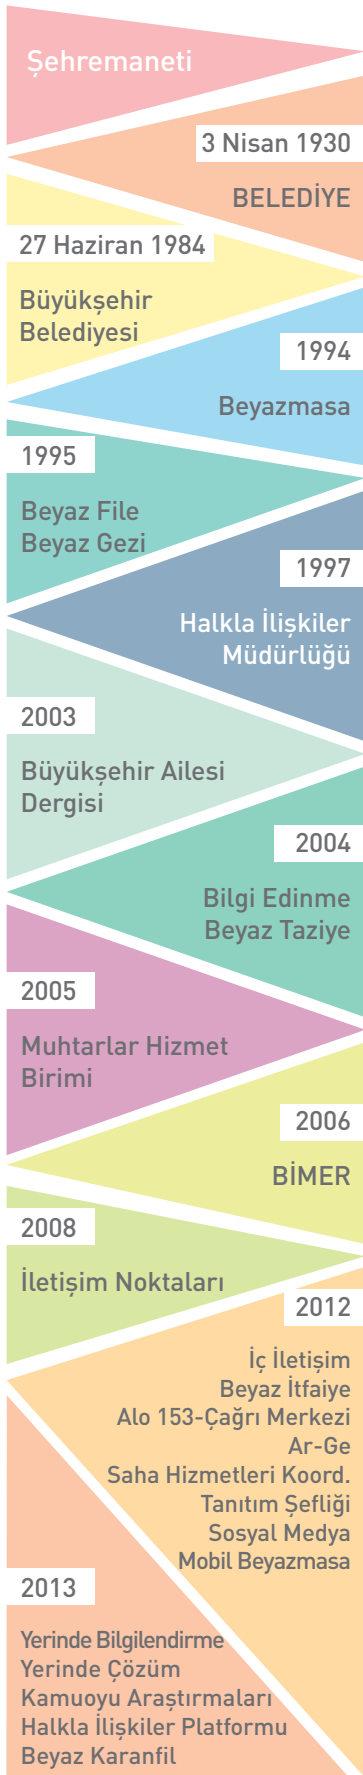 Şehremaneti
3 Nisan 1930
BELEDİYE
27 Haziran 1984
Büyükşehir
Belediyesi
1994
Beyazmasa
1995
Beyaz File
Beyaz Gezi
1997
Halkla İlişkiler
Müdürlüğü
2003
Büyükşehir Ailesi
Dergisi
2004
Bilgi Edinme
Beyaz Taziye
2005
Muhtarlar Hizmet
Birimi
2006
BİMER
2008
İletişim Noktaları
2012
İç İletişim
Beyaz İtfaiye
Alo 153-Çağrı Merkezi
Ar-Ge
Saha Hizmetleri Koord.
Tanıtım Şefliği
Sosyal Medya
Mobil Beyazmasa
2013
Yerinde Bilgilendirme
Yerinde Çözüm
Kamuoyu Araştırmaları
Halkla İlişkiler Platformu
Beyaz Karanfil